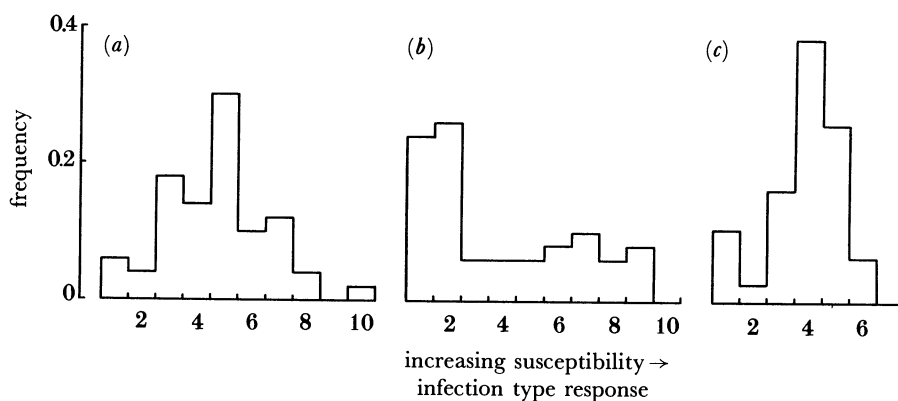 0.4
(a)
(b)
(c)
frequency
0.2
0
2 4 6 8 10
2 4 6 8 10
2 4 6
increasing susceptibility →
infection type response